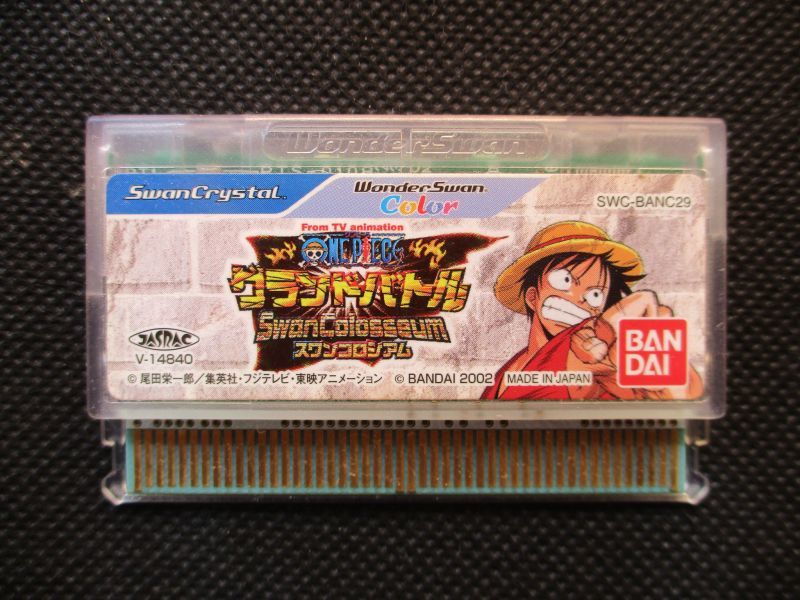 WonderSwan
SwanCrystal
WonderSwan
Color
SWC-BANC29
From TV animation
ONE PIECE
グランドバトル
SwanColosseum
スワンコロシアム
JASRAC
V-14840
BAN
DAI
© 尾田栄一郎／集英社・フジテレビ・東映アニメーション © BANDAI 2002 MADE IN JAPAN